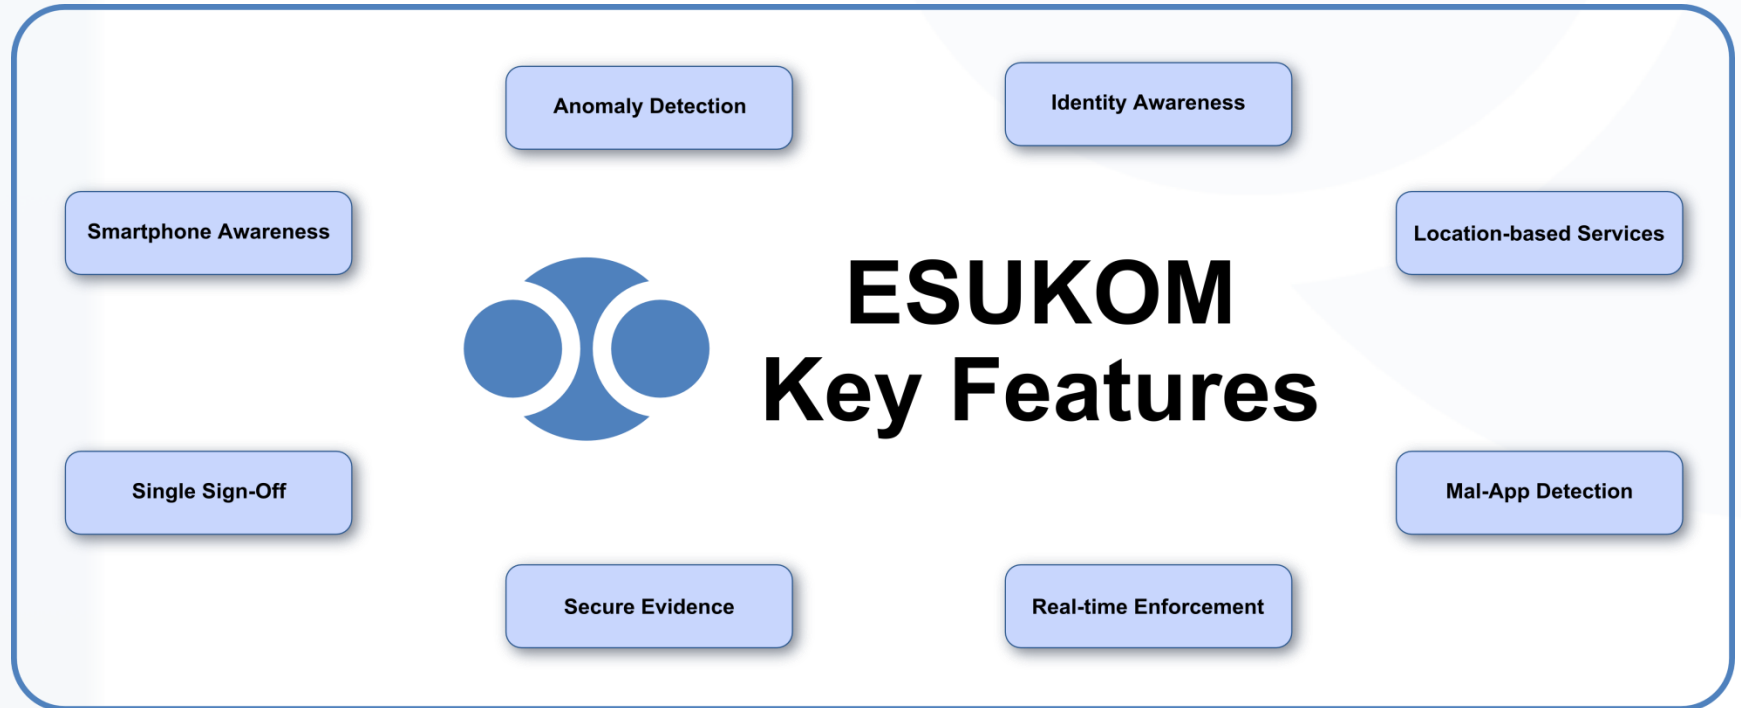 Anomaly Detection
Identity Awareness
Smartphone Awareness
Location-based Services
ESUKOM
Key Features
Single Sign-Off
Mal-App Detection
Secure Evidence
Real-time Enforcement